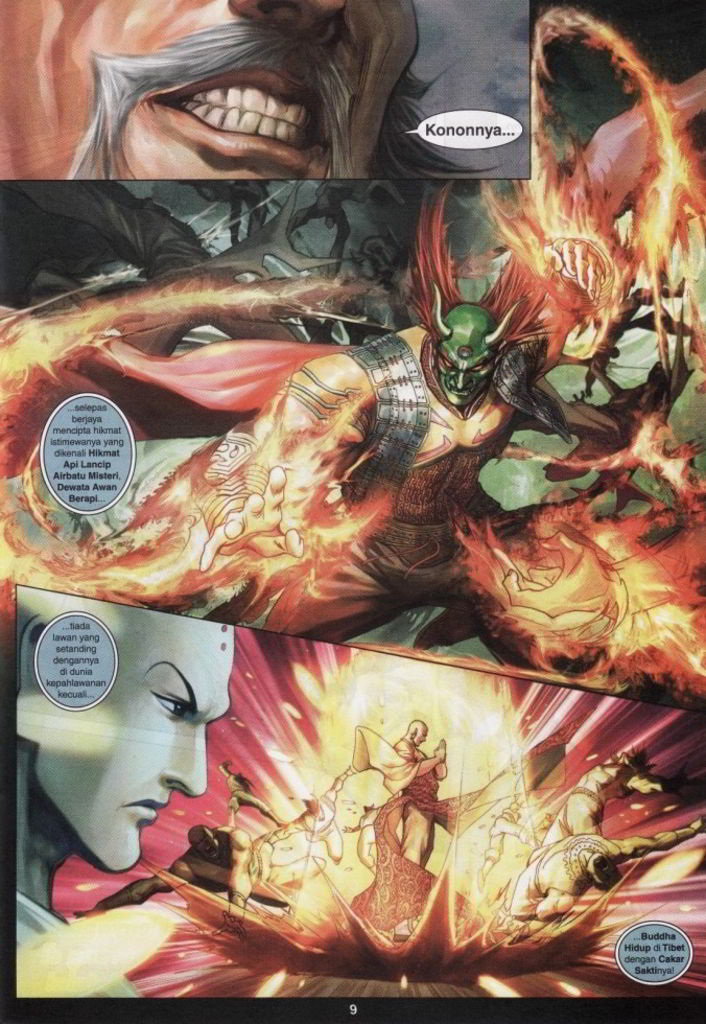 Kononnya...
...selepas
berjaya
mencipta hikmat
istimewanya yang
dikenali Hikmat
Api Lancip
Airbatu Misteri,
Dewata Awan
Berapi...
...tiada
lawan yang
setanding
dengannya
di dunia
kepahlawanan
kecuali...
...Buddha
Hidup di Tibet
dengan Cakar
Saktinya!
9